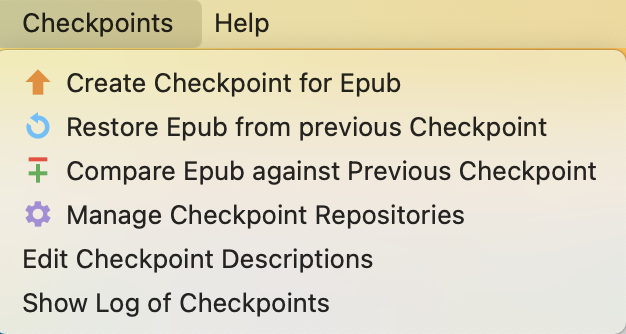 Checkpoints Help
Create Checkpoint for Epub
Restore Epub from previous Checkpoint
Compare Epub against Previous Checkpoint
Manage Checkpoint Repositories
Edit Checkpoint Descriptions
Show Log of Checkpoints